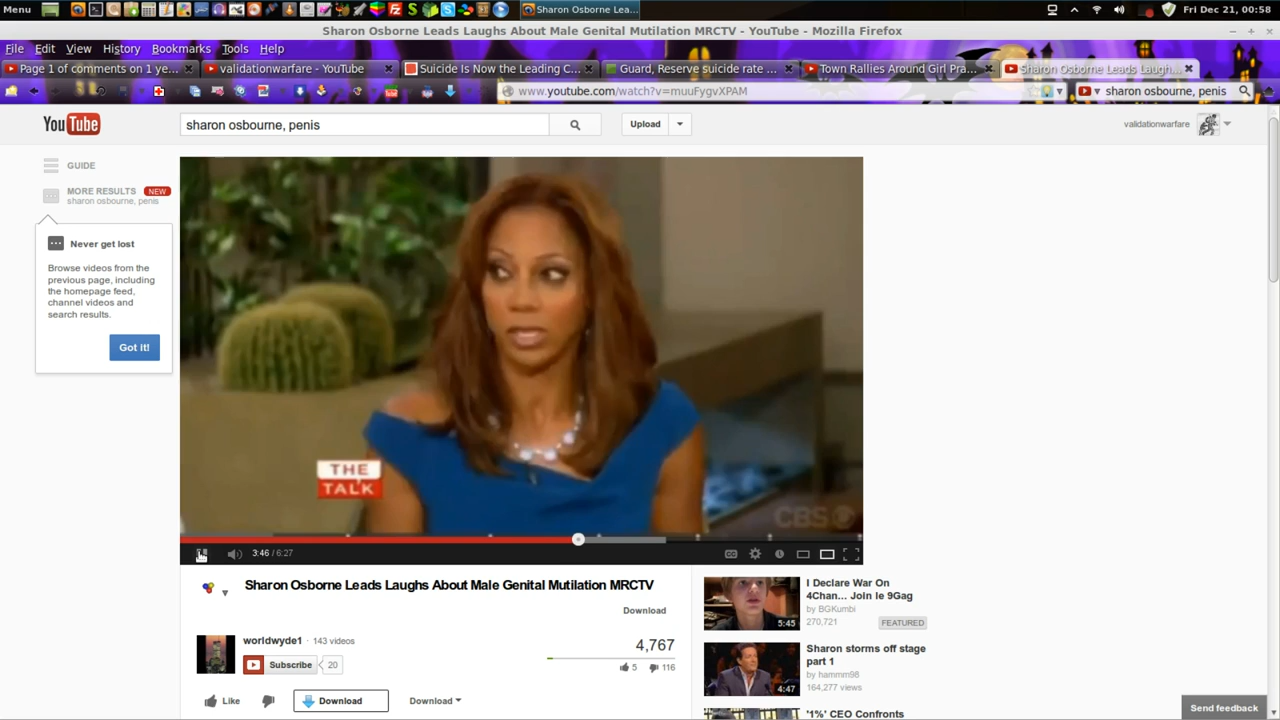 Menu
Sharon Osborne Lea...
Fri Dec 21, 00:58
Sharon Osborne Leads Laughs About Male Genital Mutilation MRCTV - YouTube - Mozilla Firefox
File Edit View History Bookmarks Tools Help
Page 1 of comments on 1 ye...
validationwarfare - YouTube
Suicide Is Now the Leading C...
Guard, Reserve suicide rate ...
Town Rallies Around Girl Pra...
Sharon Osborne Leads Laugh...
www.youtube.com/watch?v=muuFygvXPAM
sharon osbourne, penis
YouTube
sharon osbourne, penis
Upload
validationwarfare
GUIDE
MORE RESULTS NEW
sharon osbourne, penis
Never get lost
Browse videos from the
previous page, including
the homepage feed,
channel videos and
search results.
Got it!
THE
TALK
CBS
3:46 / 6:27
Sharon Osborne Leads Laughs About Male Genital Mutilation MRCTV
Download
worldwyde1 · 143 videos
Subscribe 20
4,767
5 116
Like
Download
Download
I Declare War On
4Chan... Join le 9Gag
by BGKumbi
270,721 FEATURED
5:45
Sharon storms off stage
part 1
by hammm98
164,277 views
4:47
'1%' CEO Confronts
Send feedback